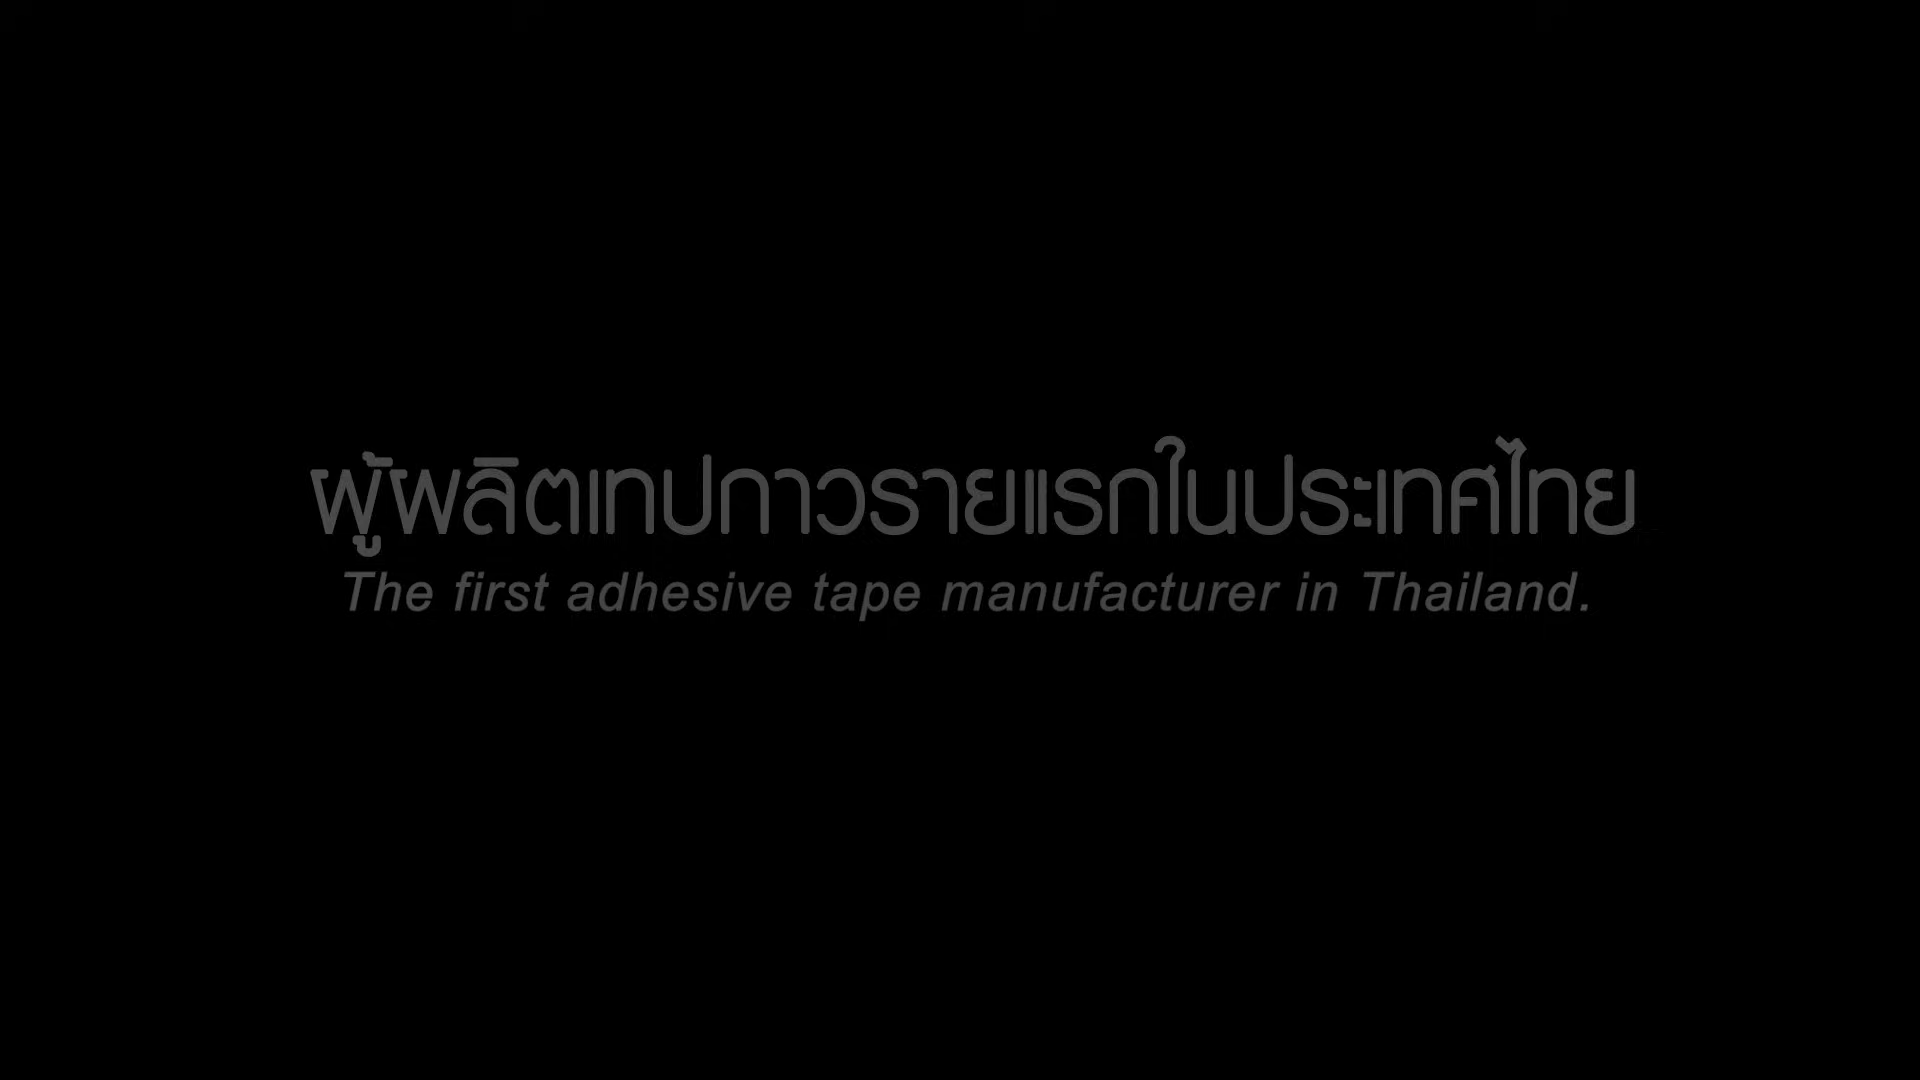 ผู้ผลิตเทปกาวรายแรกในประเทศไทย
The first adhesive tape manufacturer in Thailand.